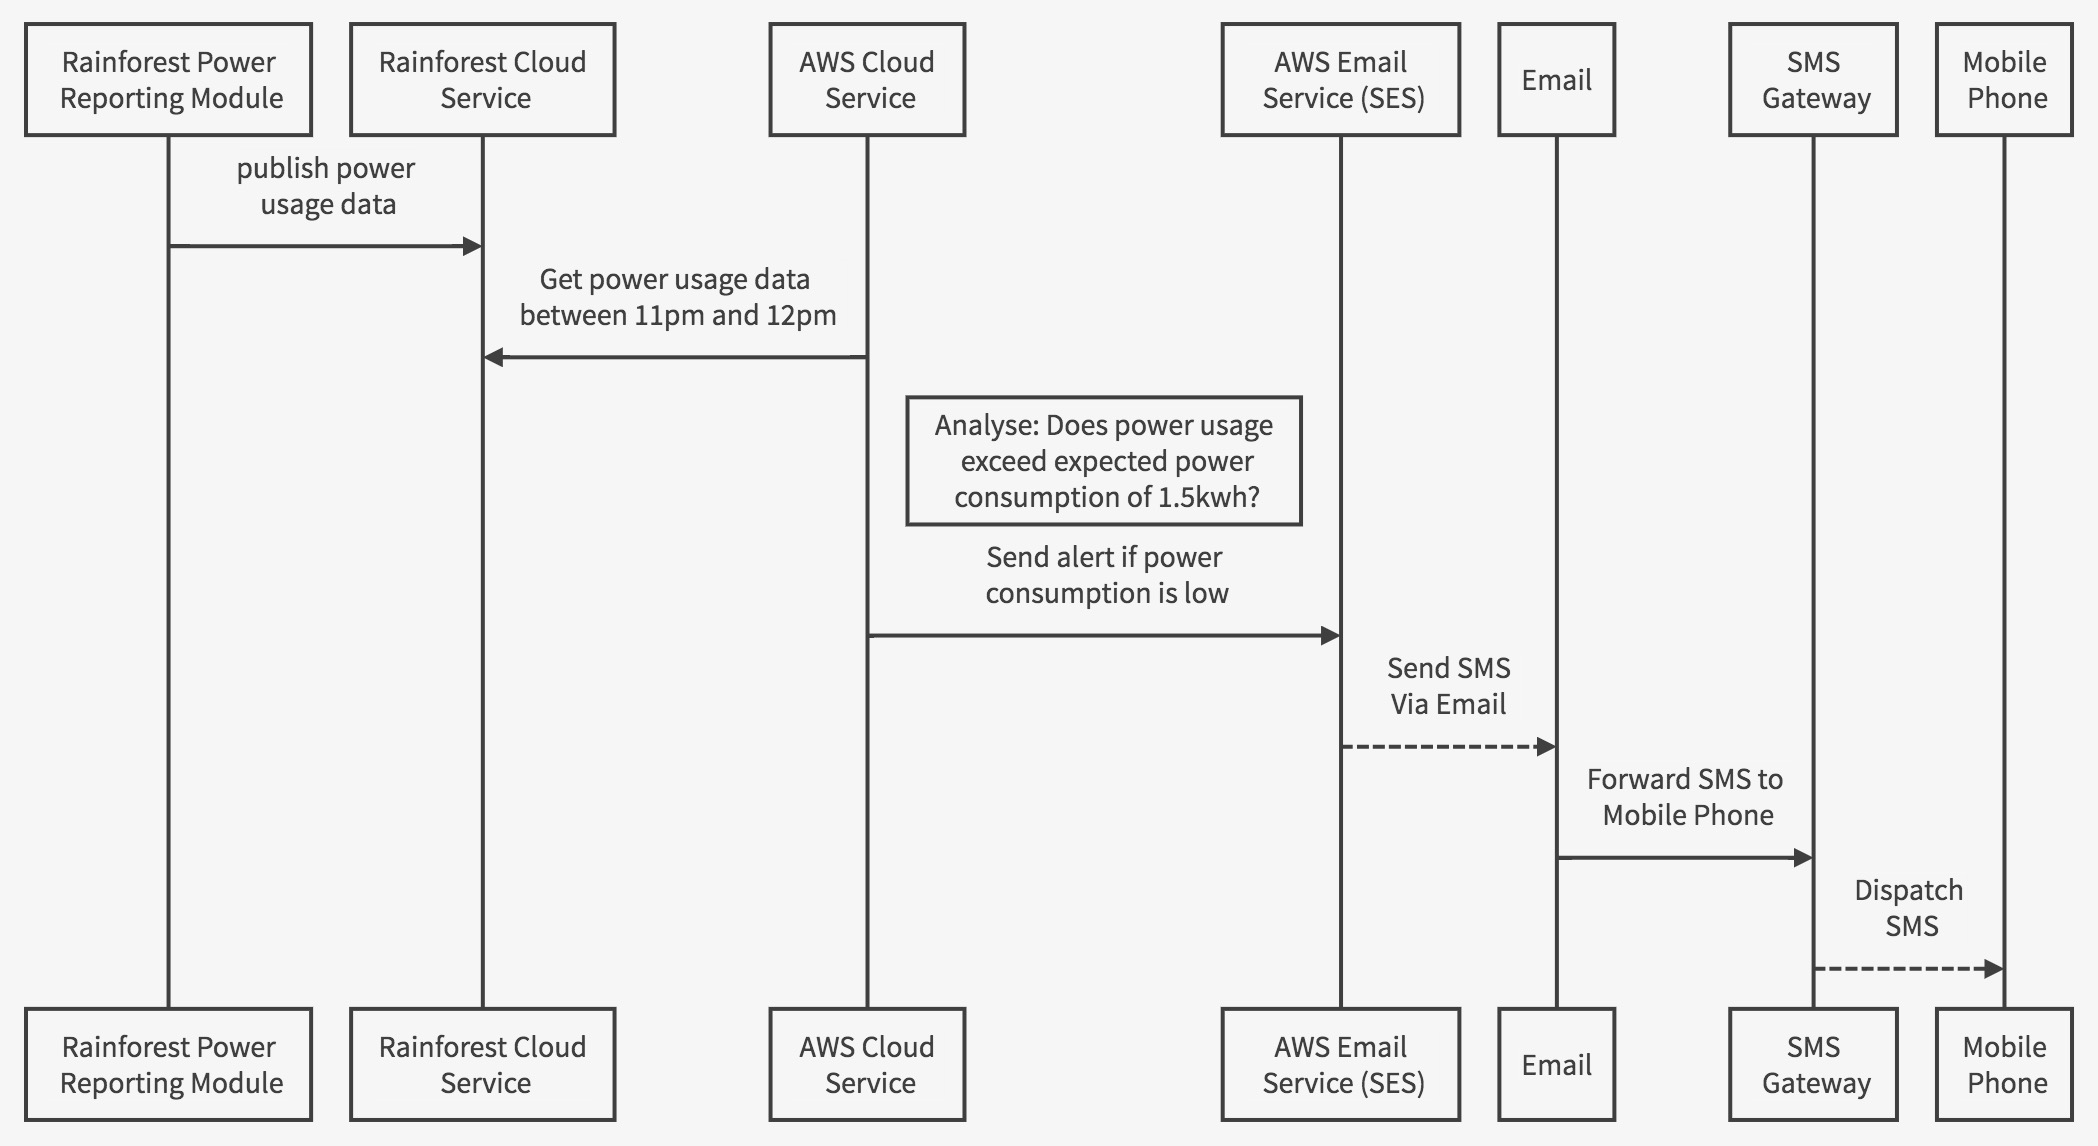 Rainforest Power
Reporting Module
Rainforest Cloud
Service
AWS Cloud
Service
AWS Email
Service (SES)
Email
SMS
Gateway
Mobile
Phone
publish power
usage data
Get power usage data
between 11pm and 12pm
Analyse: Does power usage
exceed expected power
consumption of 1.5kwh?
Send alert if power
consumption is low
Send SMS
Via Email
Forward SMS to
Mobile Phone
Dispatch
SMS
Rainforest Power
Reporting Module
Rainforest Cloud
Service
AWS Cloud
Service
AWS Email
Service (SES)
Email
SMS
Gateway
Mobile
Phone